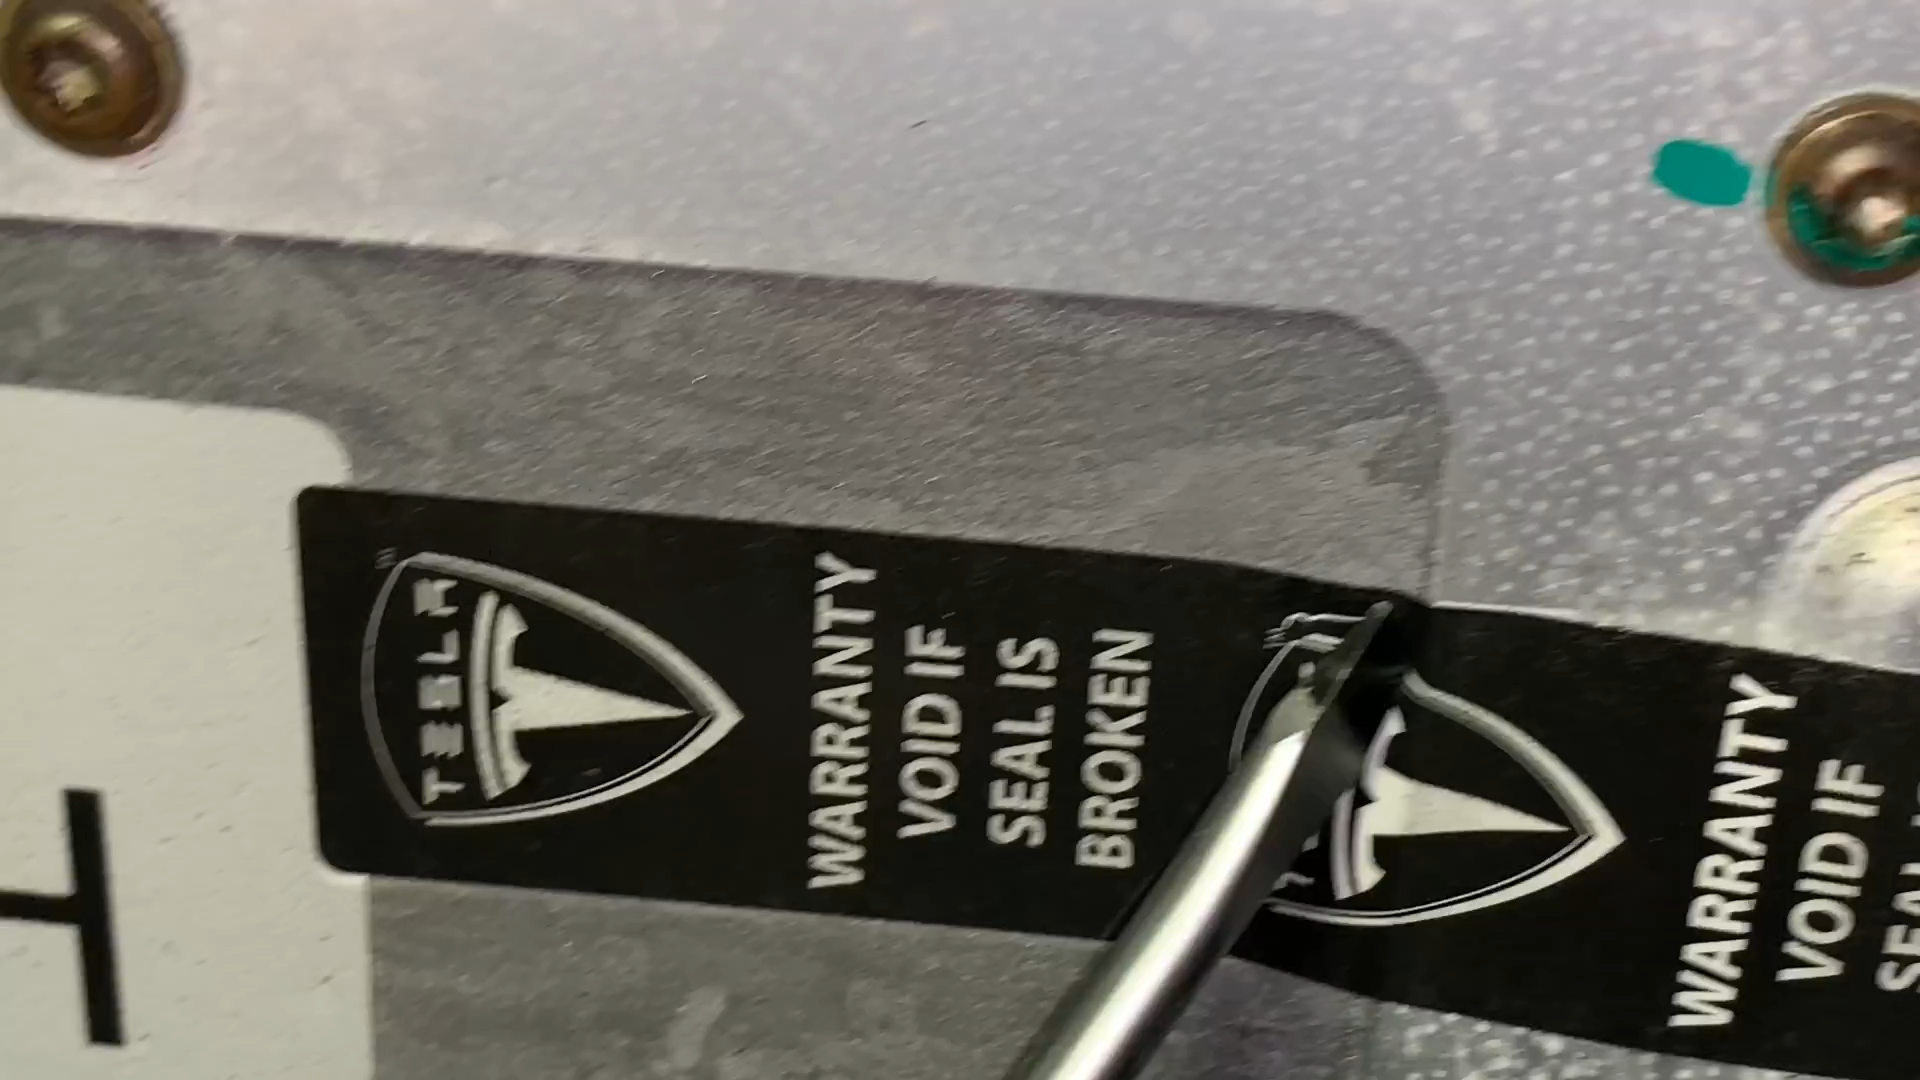 TESLA
WARRANTY
VOID IF
SEAL IS
BROKEN
WARRANTY
VOID IF